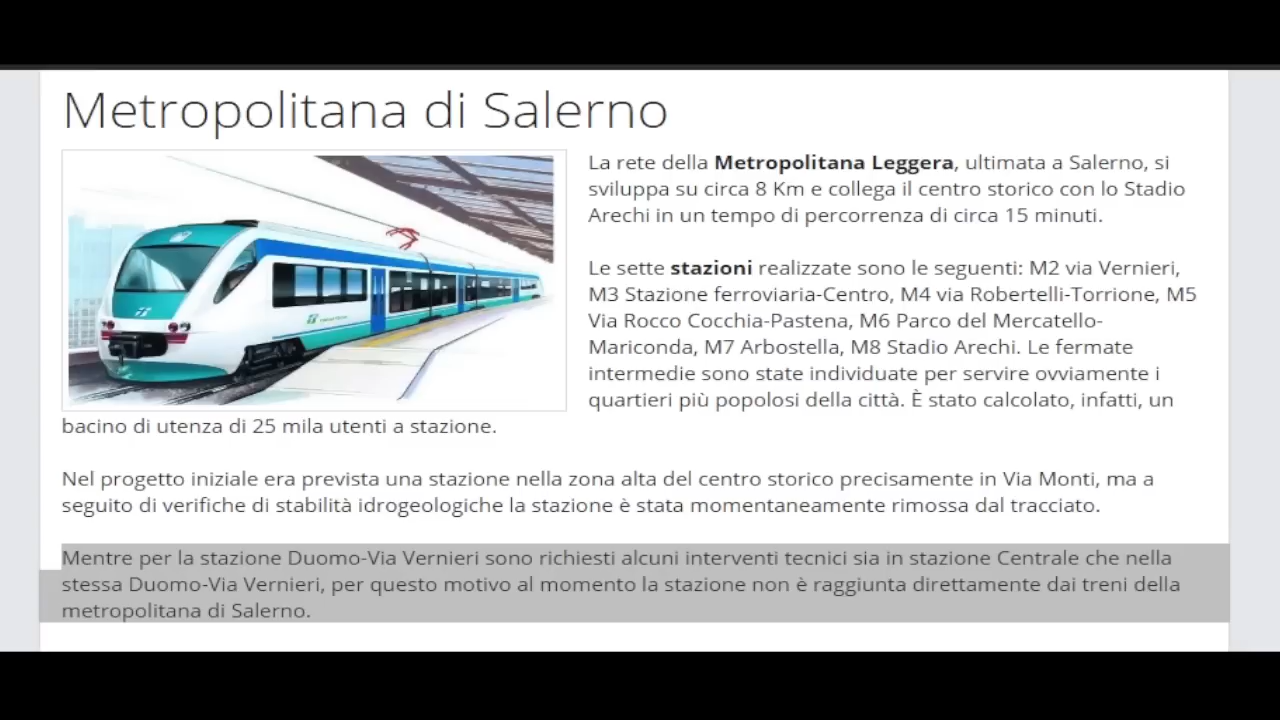 Metropolitana di Salerno
La rete della Metropolitana Leggera, ultimata a Salerno, si
sviluppa su circa 8 Km e collega il centro storico con lo Stadio
Arechi in un tempo di percorrenza di circa 15 minuti.
Le sette stazioni realizzate sono le seguenti: M2 via Vernieri,
M3 Stazione ferroviaria-Centro, M4 via Robertelli-Torrione, M5
Via Rocco Cocchia-Pastena, M6 Parco del Mercatello-
Mariconda, M7 Arbostella, M8 Stadio Arechi. Le fermate
intermedie sono state individuate per servire ovviamente i
quartieri più popolosi della città. È stato calcolato, infatti, un
bacino di utenza di 25 mila utenti a stazione.
Nel progetto iniziale era prevista una stazione nella zona alta del centro storico precisamente in Via Monti, ma a
seguito di verifiche di stabilità idrogeologiche la stazione è stata momentaneamente rimossa dal tracciato.
Mentre per la stazione Duomo-Via Vernieri sono richiesti alcuni interventi tecnici sia in stazione Centrale che nella
stessa Duomo-Via Vernieri, per questo motivo al momento la stazione non è raggiunta direttamente dai treni della
metropolitana di Salerno.